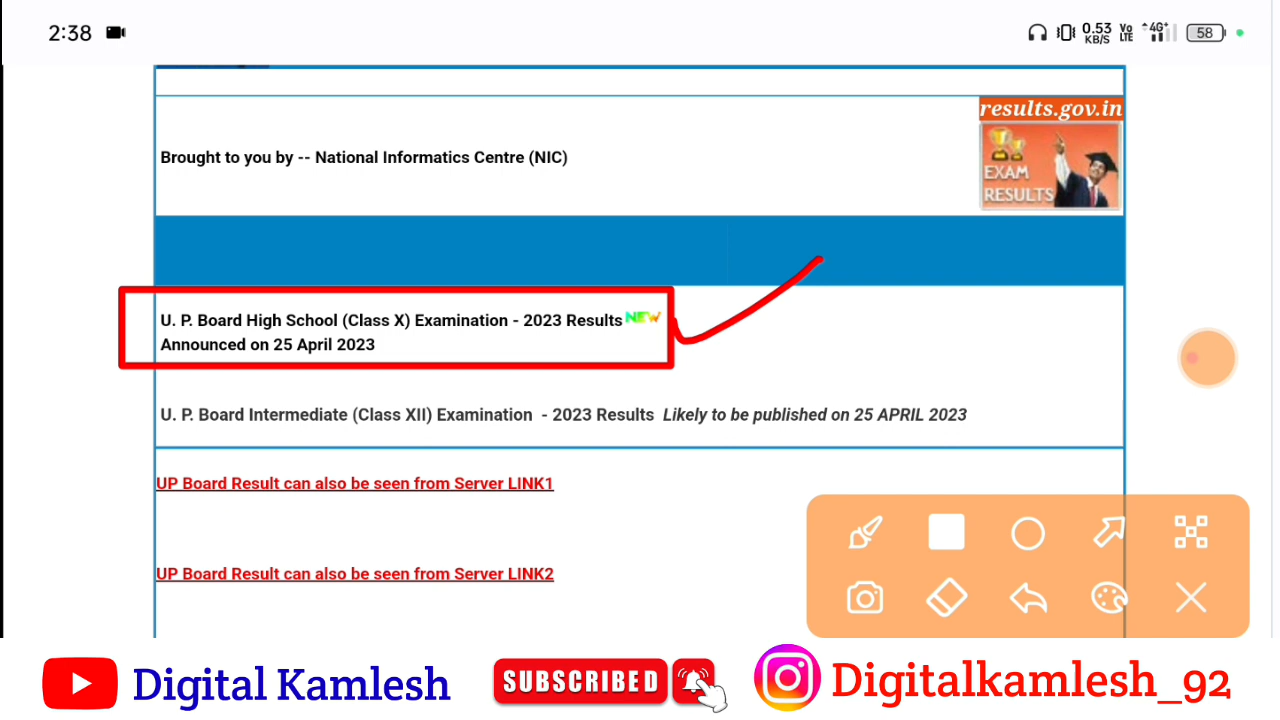 2:38
0.53 KB/S Vo LTE 4G+ 58
results.gov.in
Brought to you by -- National Informatics Centre (NIC)
EXAM
RESULTS
U. P. Board High School (Class X) Examination - 2023 Results NEW
Announced on 25 April 2023
U. P. Board Intermediate (Class XII) Examination - 2023 Results Likely to be published on 25 APRIL 2023
UP Board Result can also be seen from Server LINK1
UP Board Result can also be seen from Server LINK2
Digital Kamlesh SUBSCRIBED Digitalkamlesh_92